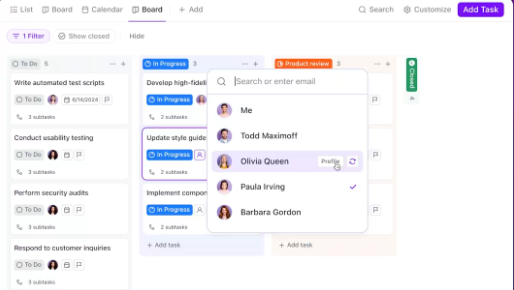 List Board Calendar Board + Add Search Customize Add Task
1 Filter Show closed Hide
To Do 5
Write automated test scripts
To Do 6/16/2024
3 subtasks
Conduct usability testing
To Do
3 subtasks
Perform security audits
To Do
3 subtasks
Respond to customer inquiries
To Do
3 subtasks
In Progress 3
Develop high-fideli
In Progress
2 subtasks
Update style guide
In Progress
2 subtasks
Implement compon
In Progress
2 subtasks
+ Add task
Search or enter email
Me
Todd Maximoff
Olivia Queen Profile
Paula Irving
Barbara Gordon
Product review 3
+ Add task
Closed